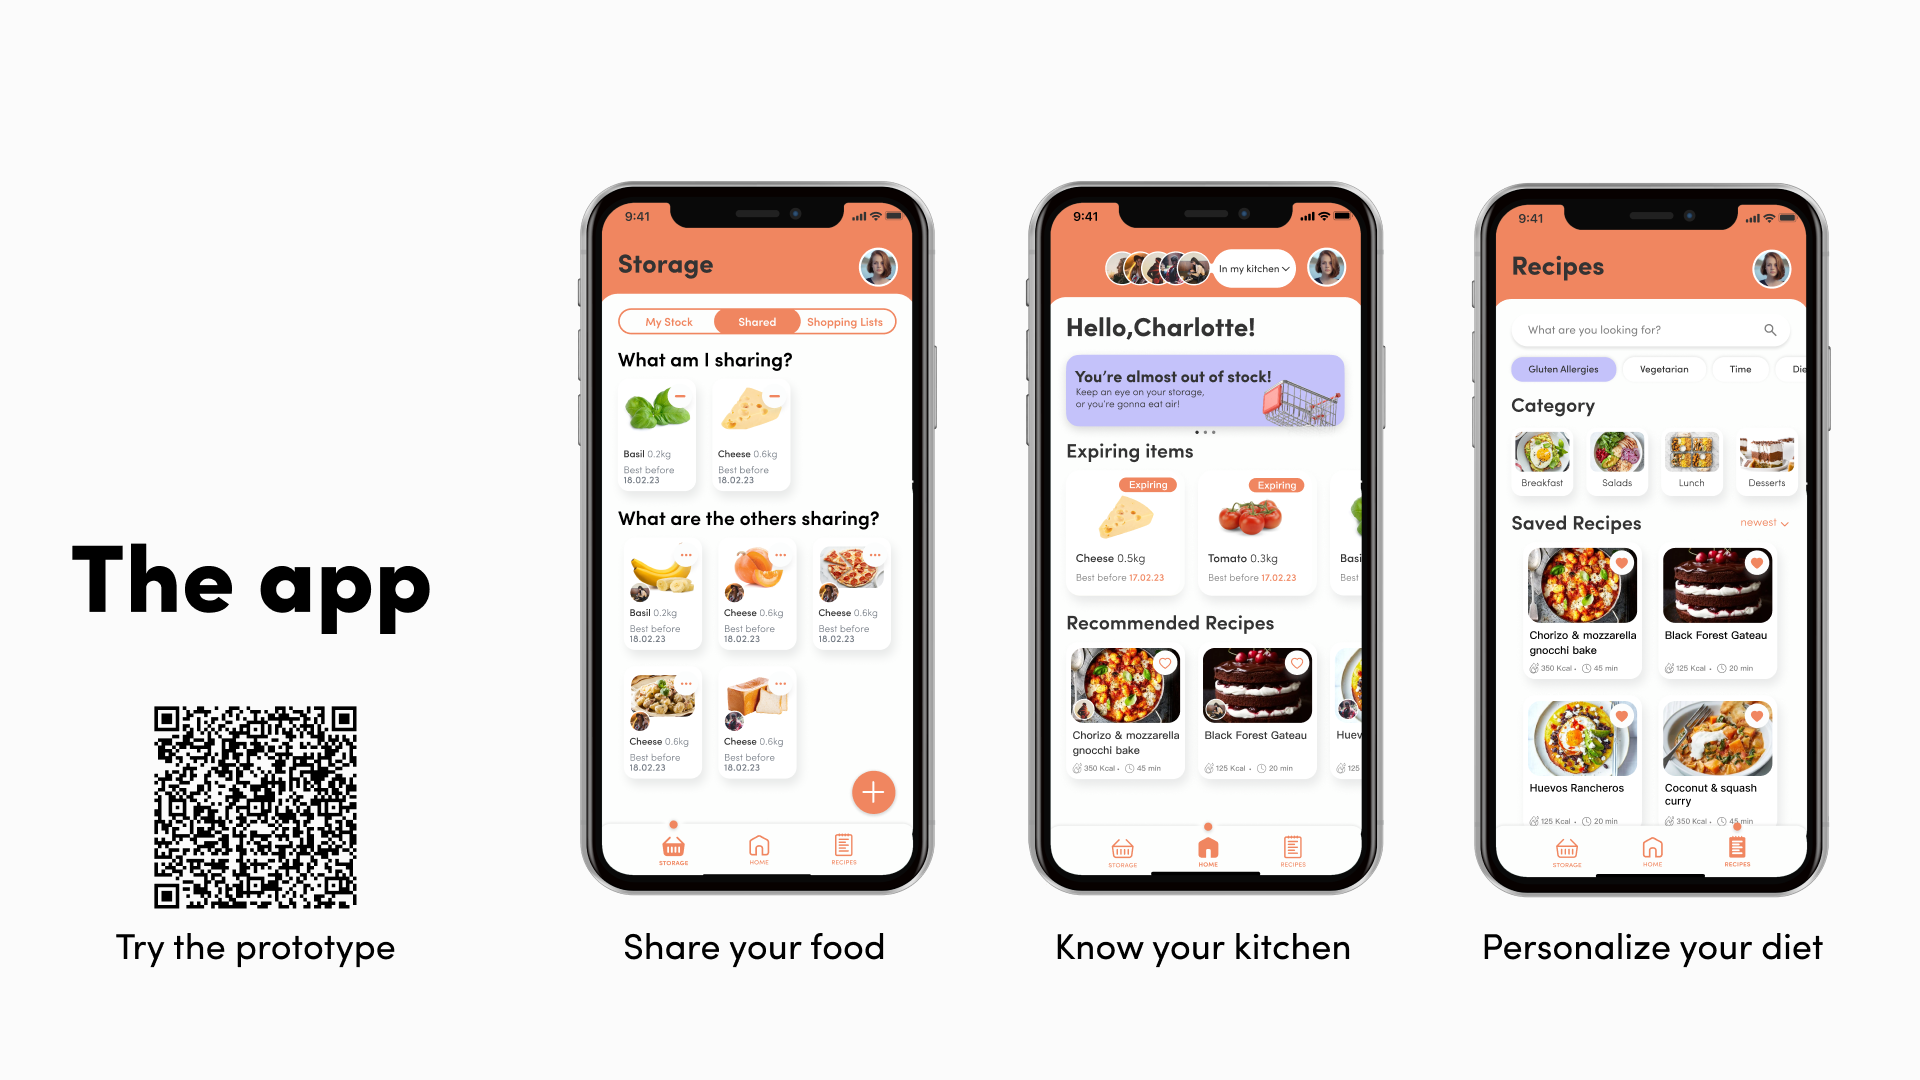 The app
Try the prototype
9:41
Storage
My Stock Shared Shopping Lists
What am I sharing?
Basil 0.2kg
Best before
18.02.23
Cheese 0.6kg
Best before
18.02.23
What are the others sharing?
Basil 0.2kg
Best before
18.02.23
Cheese 0.6kg
Best before
18.02.23
Cheese 0.6kg
Best before
18.02.23
Cheese 0.6kg
Best before
18.02.23
Cheese 0.6kg
Best before
18.02.23
STORAGE HOME RECIPES
Share your food
9:41
In my kitchen
Hello,Charlotte!
You're almost out of stock!
Keep an eye on your storage,
or you're gonna eat air!
Expiring items
Expiring
Cheese 0.5kg
Best before 17.02.23
Expiring
Tomato 0.3kg
Best before 17.02.23
Basi
Best
Recommended Recipes
Chorizo & mozzarella
gnocchi bake
350 Kcal • 45 min
Black Forest Gateau
125 Kcal • 20 min
Huev
125
STORAGE HOME RECIPES
Know your kitchen
9:41
Recipes
What are you looking for?
Gluten Allergies Vegetarian Time Die
Category
Breakfast Salads Lunch Desserts
Saved Recipes newest
Chorizo & mozzarella
gnocchi bake
350 Kcal • 45 min
Black Forest Gateau
125 Kcal • 20 min
Huevos Rancheros
125 Kcal • 20 min
Coconut & squash
curry
350 Kcal • 45 min
STORAGE HOME RECIPES
Personalize your diet